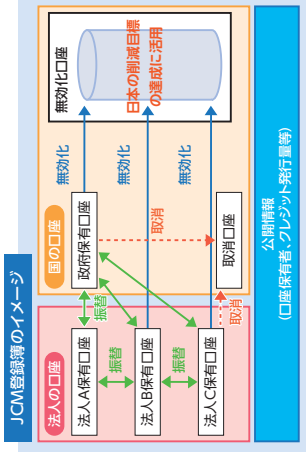 JCM登録簿のイメージ
法人の口座
国の口座
法人A保有口座
振替
政府保有口座
無効化
無効化口座
日本の削減目標
の達成に活用
振替
法人B保有口座
無効化
取消
振替
法人C保有口座
無効化
取消
取消口座
公開情報
(口座保有者、クレジット発行量等)